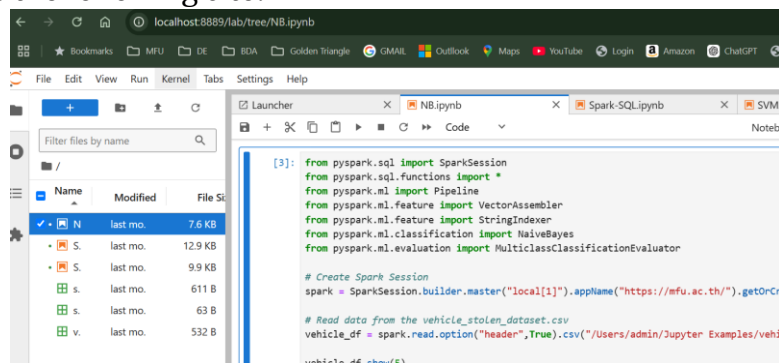 localhost:8889/lab/tree/NB.ipynb
Bookmarks MFU DE BDA Golden Triangle GMAIL Outllook Maps YouTube Login Amazon ChatGPT
File Edit View Run Kernel Tabs Settings Help
Launcher NB.ipynb Spark-SQL.ipynb SVM
Code
Filter files by name
/
Name Modified File Si
N last mo. 7.6 KB
S. last mo. 12.9 KB
S. last mo. 9.9 KB
s. last mo. 611 B
s. last mo. 63 B
v. last mo. 532 B
[3]: from pyspark.sql import SparkSession
from pyspark.sql.functions import *
from pyspark.ml import Pipeline
from pyspark.ml.feature import VectorAssembler
from pyspark.ml.feature import StringIndexer
from pyspark.ml.classification import NaiveBayes
from pyspark.ml.evaluation import MulticlassClassificationEvaluator
# Create Spark Session
spark = SparkSession.builder.master("local[1]").appName("https://mfu.ac.th/").getOrCr
# Read data from the vehicle_stolen_dataset.csv
vehicle_df = spark.read.option("header",True).csv("/Users/admin/Jupyter Examples/vehi
vehicle_df.show(5)